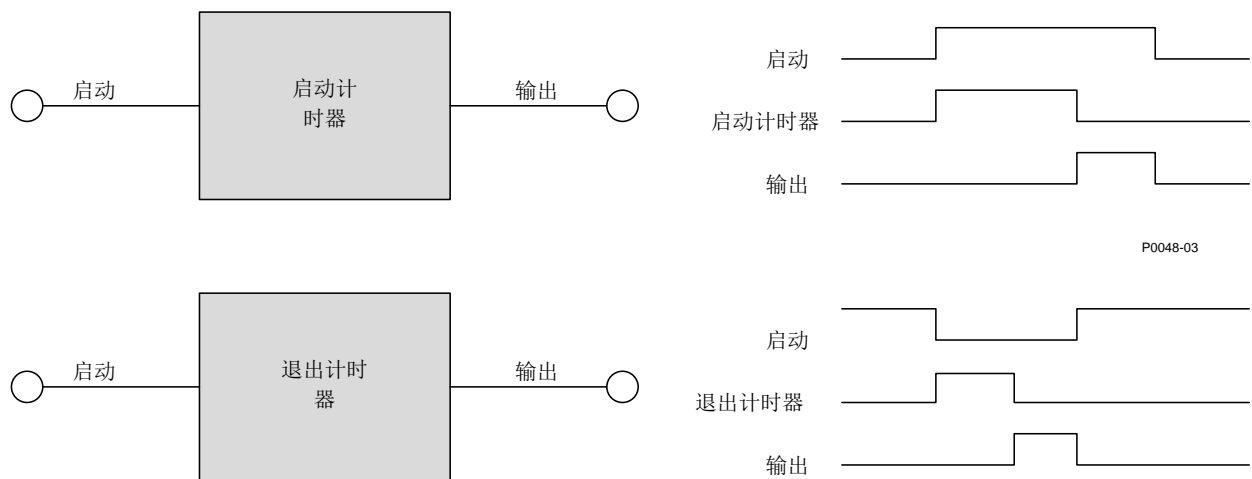 启动
启动计
时器
输出
启动
启动计时器
输出
P0048-03
启动
退出计时
器
输出
启动
退出计时器
输出